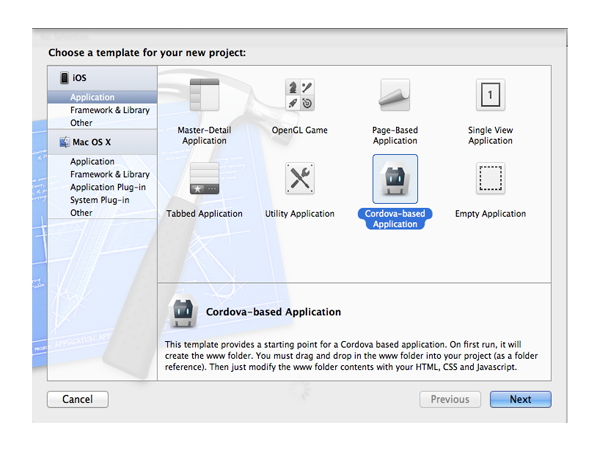 Choose a template for your new project:
iOS
Application
Framework & Library
Other
Mac OS X
Application
Framework & Library
Application Plug-in
System Plug-in
Other
Master-Detail
Application
OpenGL Game
Page-Based
Application
1
Single View
Application
Tabbed Application
Utility Application
Cordova-based
Application
Empty Application
Cordova-based Application
This template provides a starting point for a Cordova based application. On first run, it will
create the www folder. You must drag and drop in the www folder into your project (as a folder
reference). Then just modify the www folder contents with your HTML, CSS and Javascript.
Cancel
Previous
Next